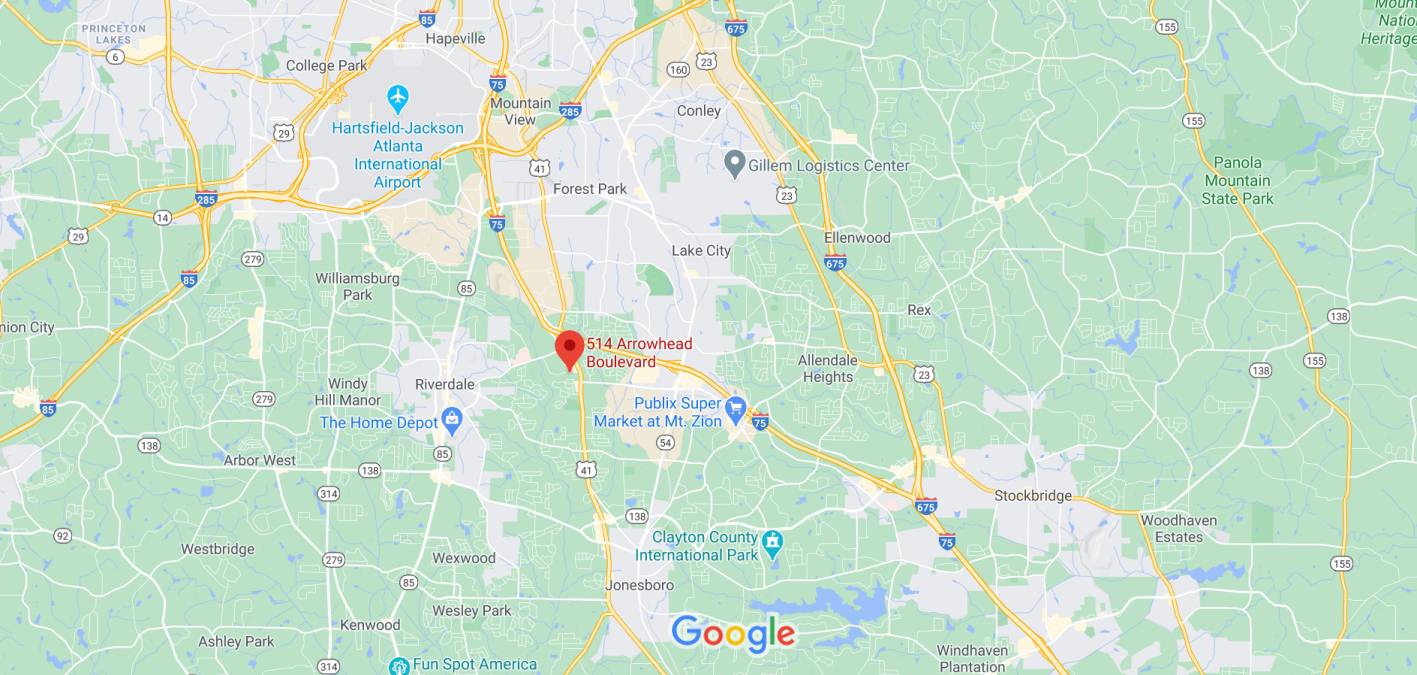 PRINCETON
LAKES
85
Hapeville
675
155
Mount
Natio
Heritage
6
College Park
160
23
75
Mountain
View
285
Conley
155
29
Hartsfield-Jackson
Atlanta
International
Airport
41
Gillem Logistics Center
Panola
Mountain
State Park
Forest Park
23
285
14
75
29
Ellenwood
Lake City
279
675
85
Williamsburg
Park
85
nion City
Rex
138
514 Arrowhead
Boulevard
Allendale
Heights
155
138
23
Windy
Hill Manor
Riverdale
279
85
The Home Depot
Publix Super
Market at Mt. Zion
75
54
138
85
Arbor West
138
41
314
Stockbridge
675
138
Woodhaven
Estates
92
Westbridge
Wexwood
279
Clayton County
International Park
75
155
85
Jonesboro
Wesley Park
Kenwood
Google
Ashley Park
314
Fun Spot America
Windhaven
Plantation